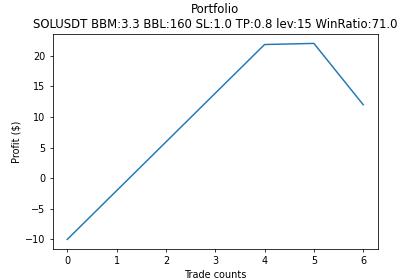 Portfolio
SOLUSDT BBM:3.3 BBL:160 SL:1.0 TP:0.8 lev:15 WinRatio:71.0
20
15
10
5
0
−5
−10
Profit ($)
0 1 2 3 4 5 6
Trade counts